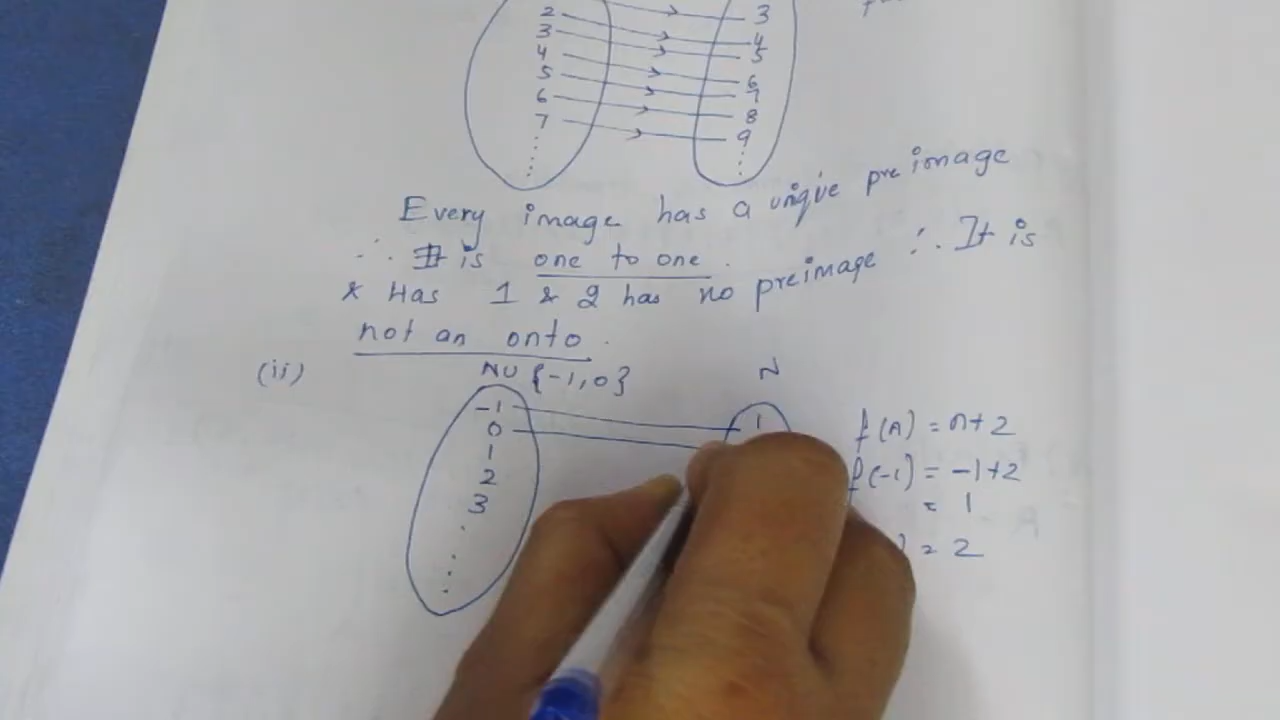 2 3
3 4
4 5
5 6
6 7
7 8
9
Every image has a unique preimage
∴ It is one to one.
& Has 1 & 2 has no preimage ∴ It is
not an onto.
(ii) NU {-1,0} N
-1 1
0
1
2
3
f(A) = n+2
f(-1) = -1+2
= 1
) = 2